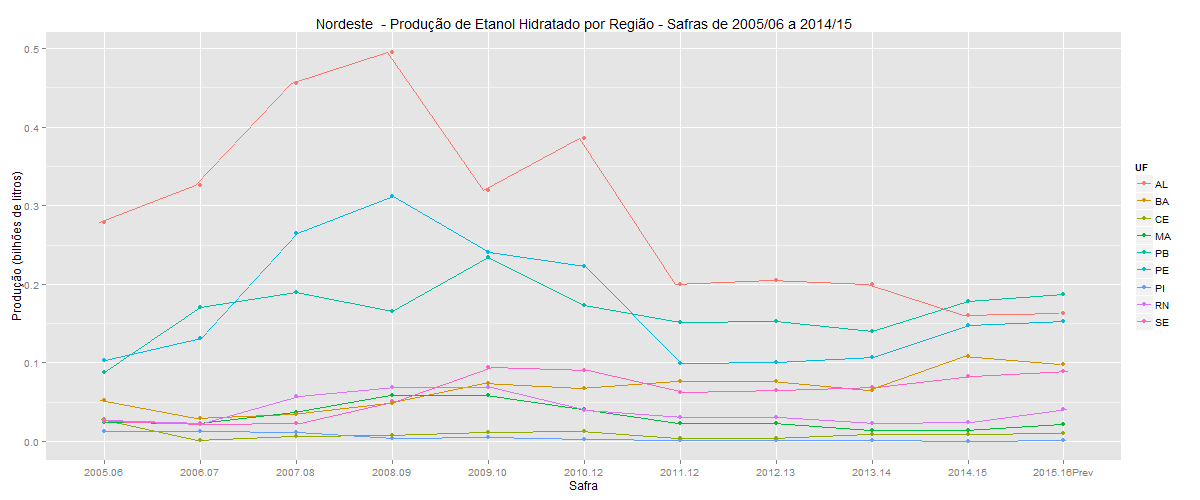 Nordeste - Produção de Etanol Hidratado por Região - Safras de 2005/06 a 2014/15
Produção (bilhões de litros)
0.5
0.4
0.3
0.2
0.1
0.0
2005.06 2006.07 2007.08 2008.09 2009.10 2010.12 2011.12 2012.13 2013.14 2014.15 2015.16Prev
Safra
UF
AL
BA
CE
MA
PB
PE
PI
RN
SE